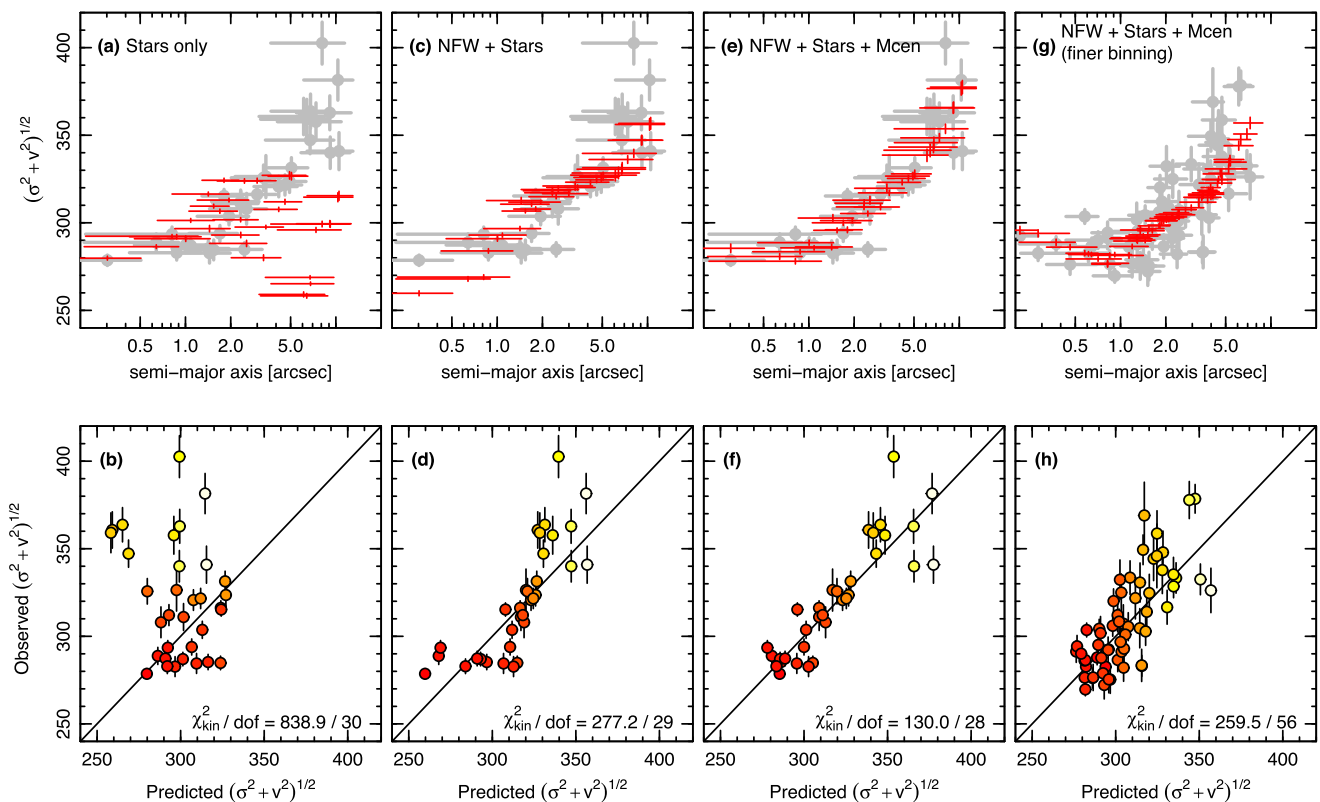 (a) Stars only
(c) NFW + Stars
(e) NFW + Stars + Mcen
(g) NFW + Stars + Mcen
(finer binning)
400
350
300
250
(σ² + v²)^1/2
0.5 1.0 2.0 5.0
0.5 1.0 2.0 5.0
0.5 1.0 2.0 5.0
0.5 1.0 2.0 5.0
semi−major axis [arcsec]
semi−major axis [arcsec]
semi−major axis [arcsec]
semi−major axis [arcsec]
(b)
(d)
(f)
(h)
400
350
300
250
Observed (σ² + v²)^1/2
χ²kin / dof = 838.9 / 30
χ²kin / dof = 277.2 / 29
χ²kin / dof = 130.0 / 28
χ²kin / dof = 259.5 / 56
250 300 350 400
250 300 350 400
250 300 350 400
250 300 350 400
Predicted (σ² + v²)^1/2
Predicted (σ² + v²)^1/2
Predicted (σ² + v²)^1/2
Predicted (σ² + v²)^1/2